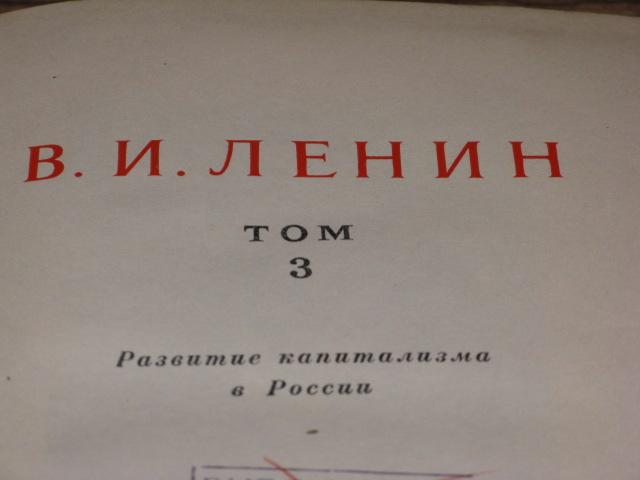 В. И. ЛЕНИН
ТОМ
3
Развитие капитализма
в России